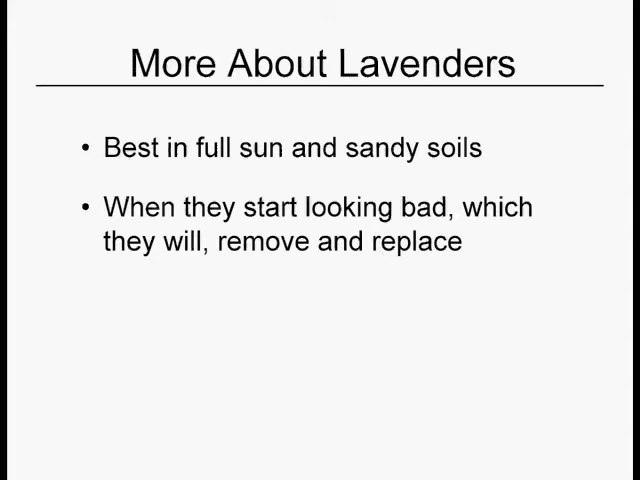 More About Lavenders
• Best in full sun and sandy soils
• When they start looking bad, which
they will, remove and replace